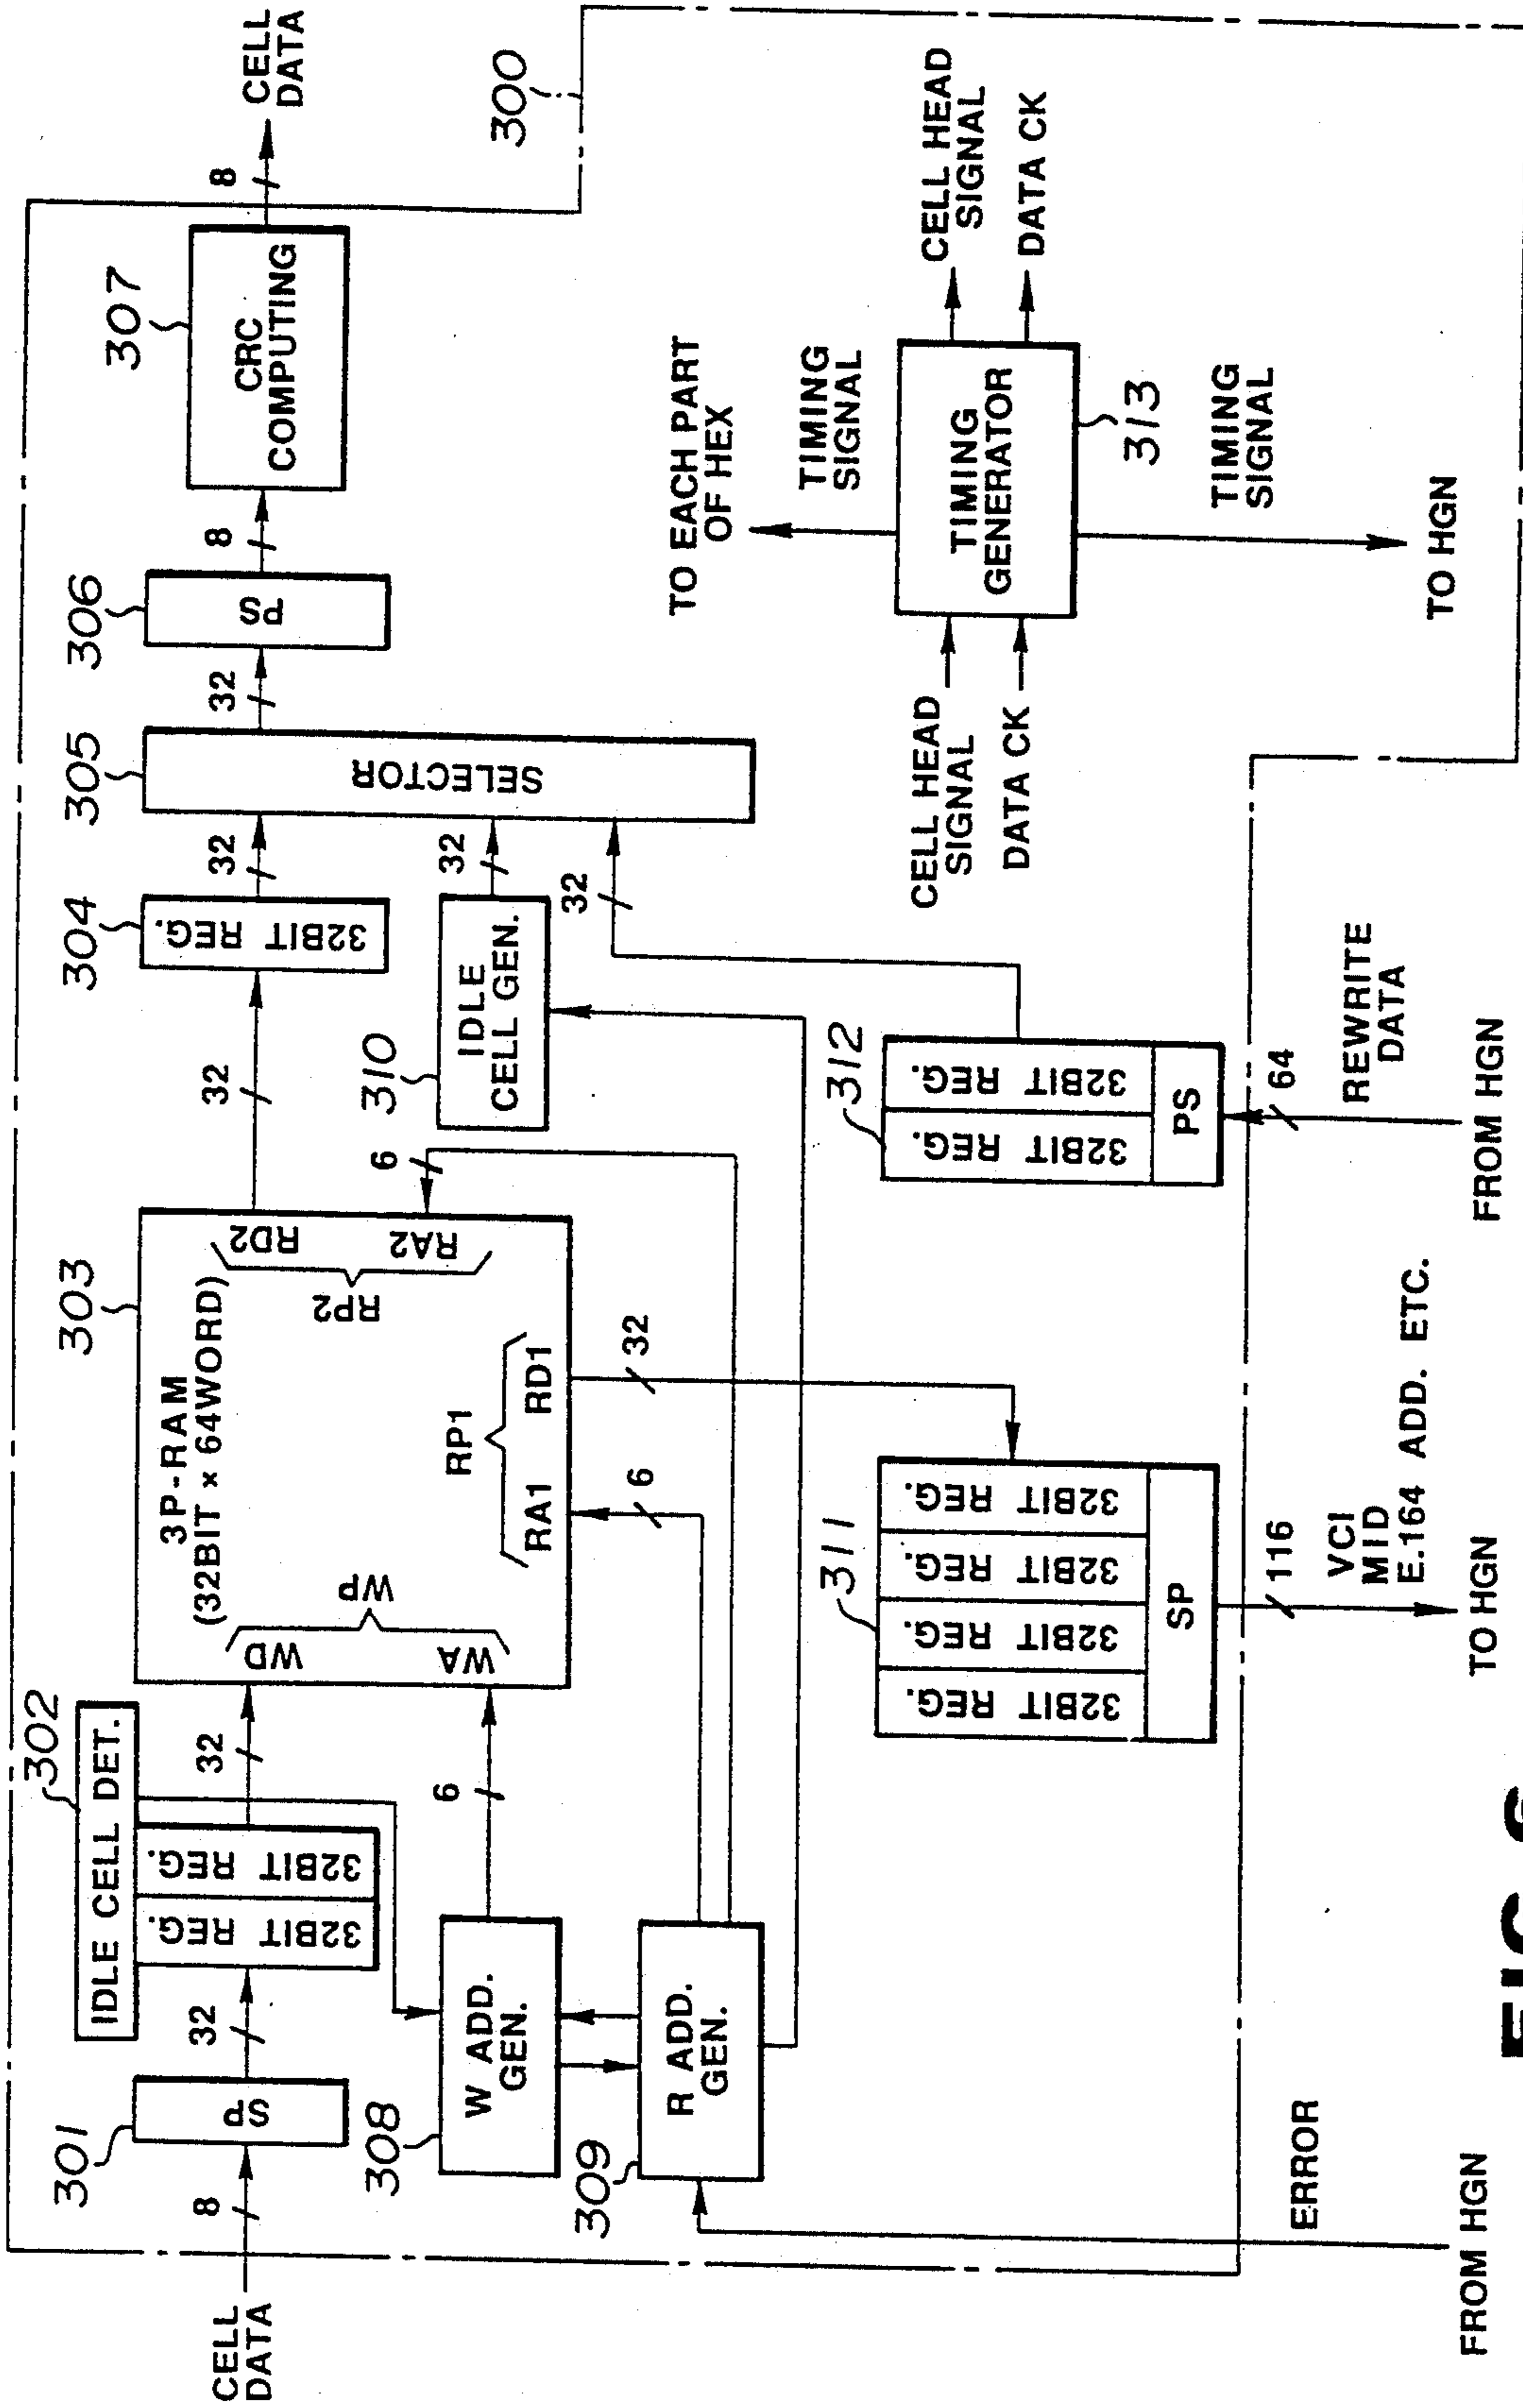 CELL
DATA
8
301
SP
32
302
IDLE CELL DET.
32BIT REG.
32BIT REG.
32
303
3P-RAM
(32BIT × 64WORD)
WD
WA
WP
RP1
RA1
RD1
RD2
RA2
RP2
32
304
32BIT REG.
32
305
SELECTOR
32
306
PS
8
307
CRC
COMPUTING
8
CELL
DATA
300
308
W ADD.
GEN.
6
309
R ADD.
GEN.
6
32
6
310
IDLE
CELL GEN.
32
32
311
32BIT REG.
32BIT REG.
32BIT REG.
32BIT REG.
SP
116
VCI
MID
E.164 ADD. ETC.
TO HGN
312
32BIT REG.
32BIT REG.
PS
64
REWRITE
DATA
FROM HGN
ERROR
FROM HGN
TO EACH PART
OF HEX
TIMING
SIGNAL
CELL HEAD
SIGNAL
DATA CK
TIMING
GENERATOR
313
CELL HEAD
SIGNAL
DATA CK
TIMING
SIGNAL
TO HGN